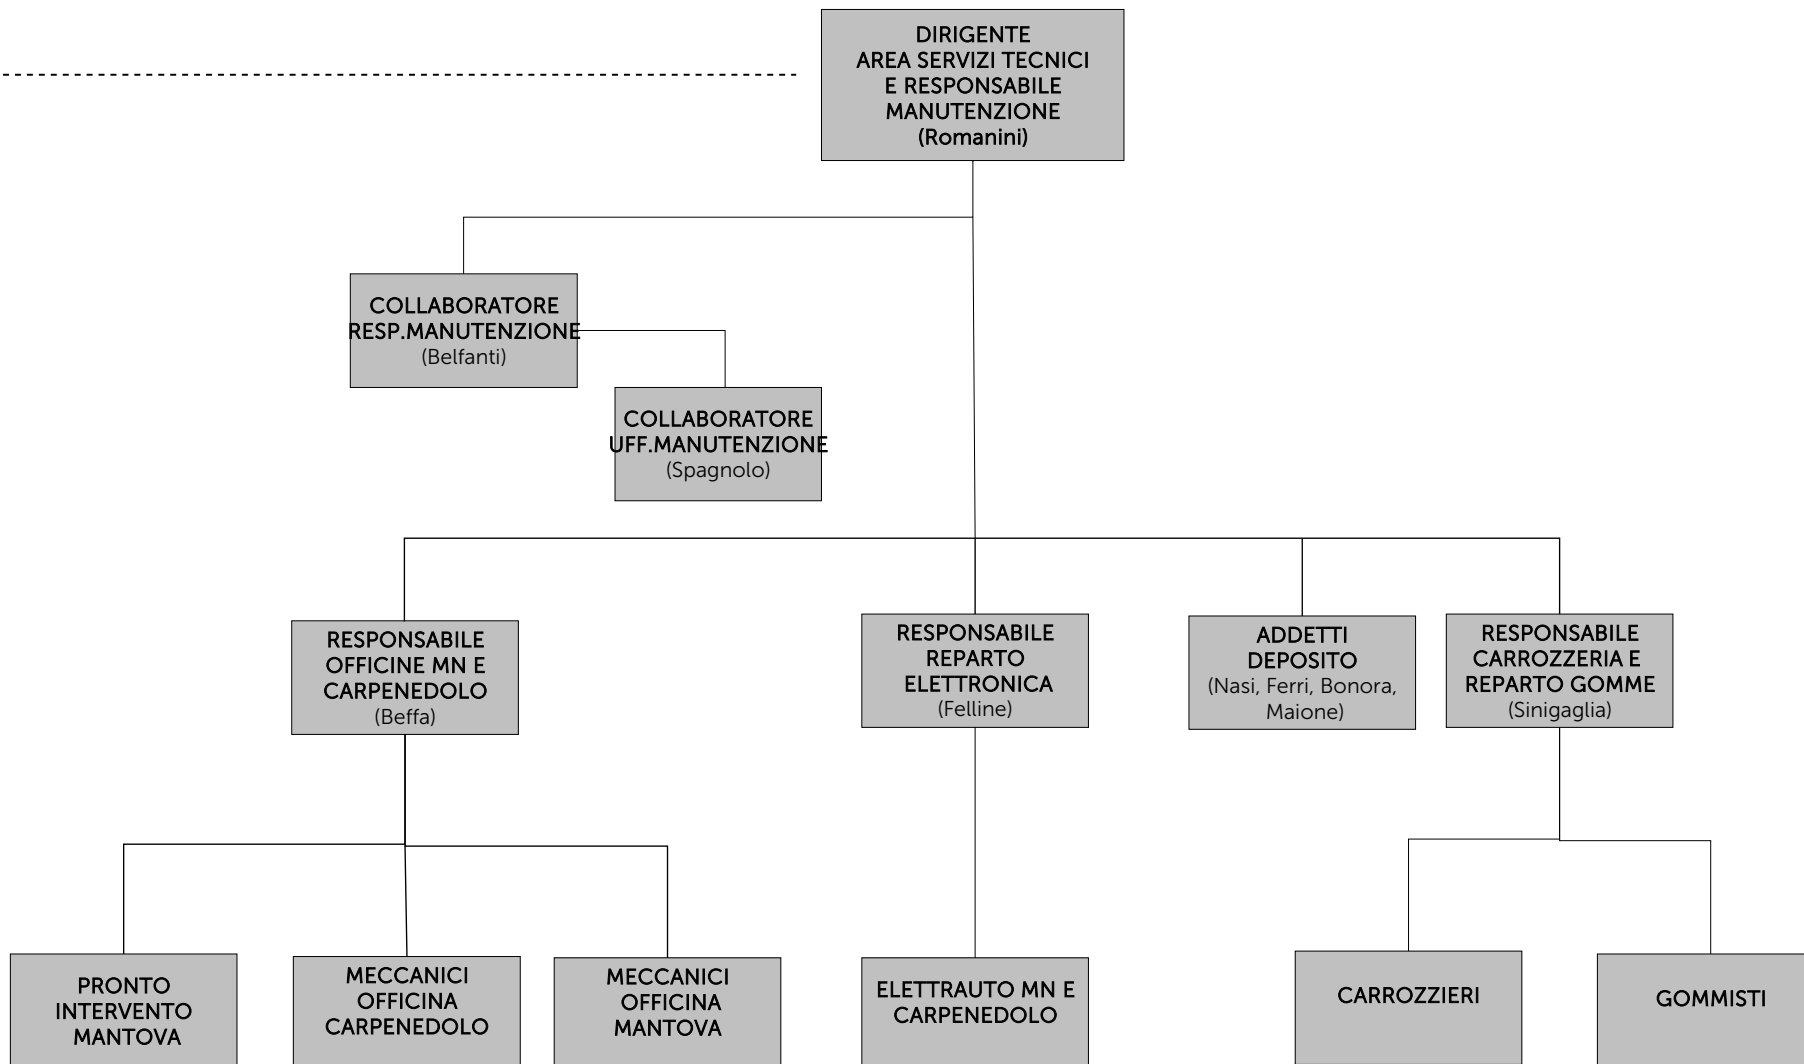 DIRIGENTE
AREA SERVIZI TECNICI
E RESPONSABILE
MANUTENZIONE
(Romanini)
COLLABORATORE
RESP.MANUTENZIONE
(Belfanti)
COLLABORATORE
UFF.MANUTENZIONE
(Spagnolo)
RESPONSABILE
OFFICINE MN E
CARPENEDOLO
(Beffa)
RESPONSABILE
REPARTO
ELETTRONICA
(Felline)
ADDETTI
DEPOSITO
(Nasi, Ferri, Bonora,
Maione)
RESPONSABILE
CARROZZERIA E
REPARTO GOMME
(Sinigaglia)
PRONTO
INTERVENTO
MANTOVA
MECCANICI
OFFICINA
CARPENEDOLO
MECCANICI
OFFICINA
MANTOVA
ELETTRAUTO MN E
CARPENEDOLO
CARROZZIERI
GOMMISTI